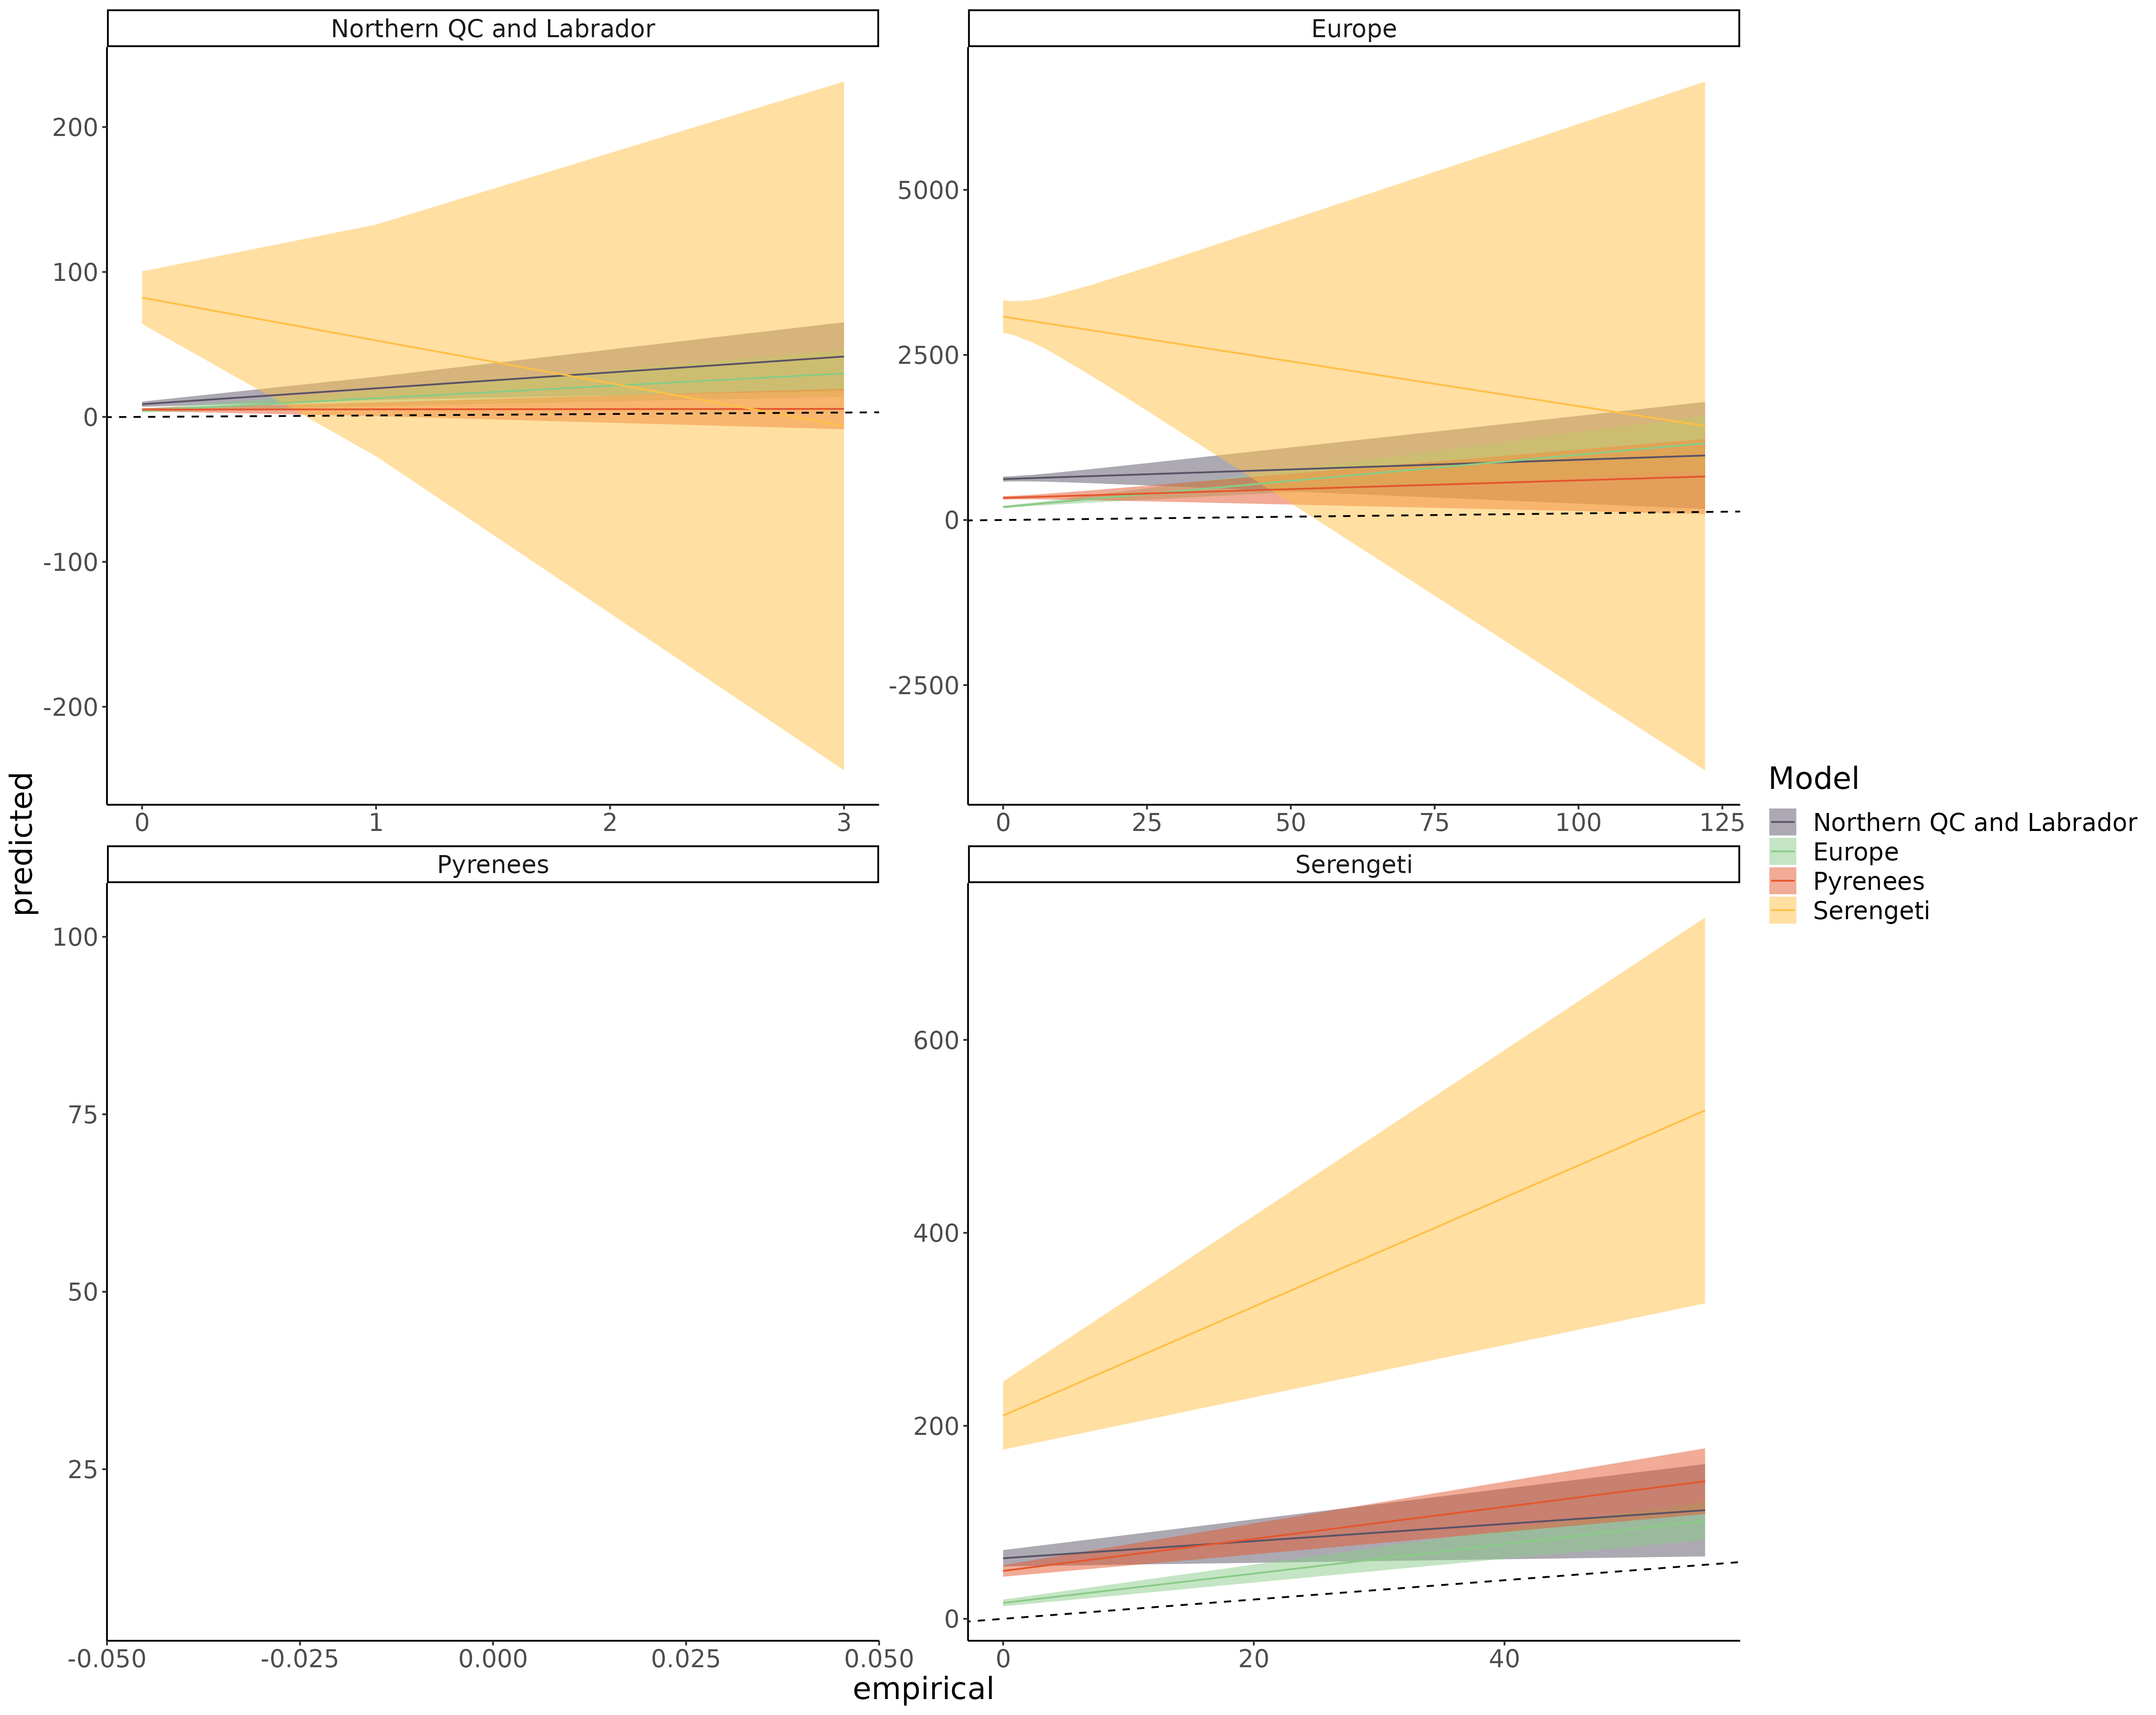 Northern QC and Labrador
Europe
200
100
0
-100
-200
0 1 2 3
5000
2500
0
-2500
0 25 50 75 100 125
Pyrenees
Serengeti
100
75
50
25
-0.050 -0.025 0.000 0.025 0.050
600
400
200
0
0 20 40
predicted
empirical
Model
Northern QC and Labrador
Europe
Pyrenees
Serengeti